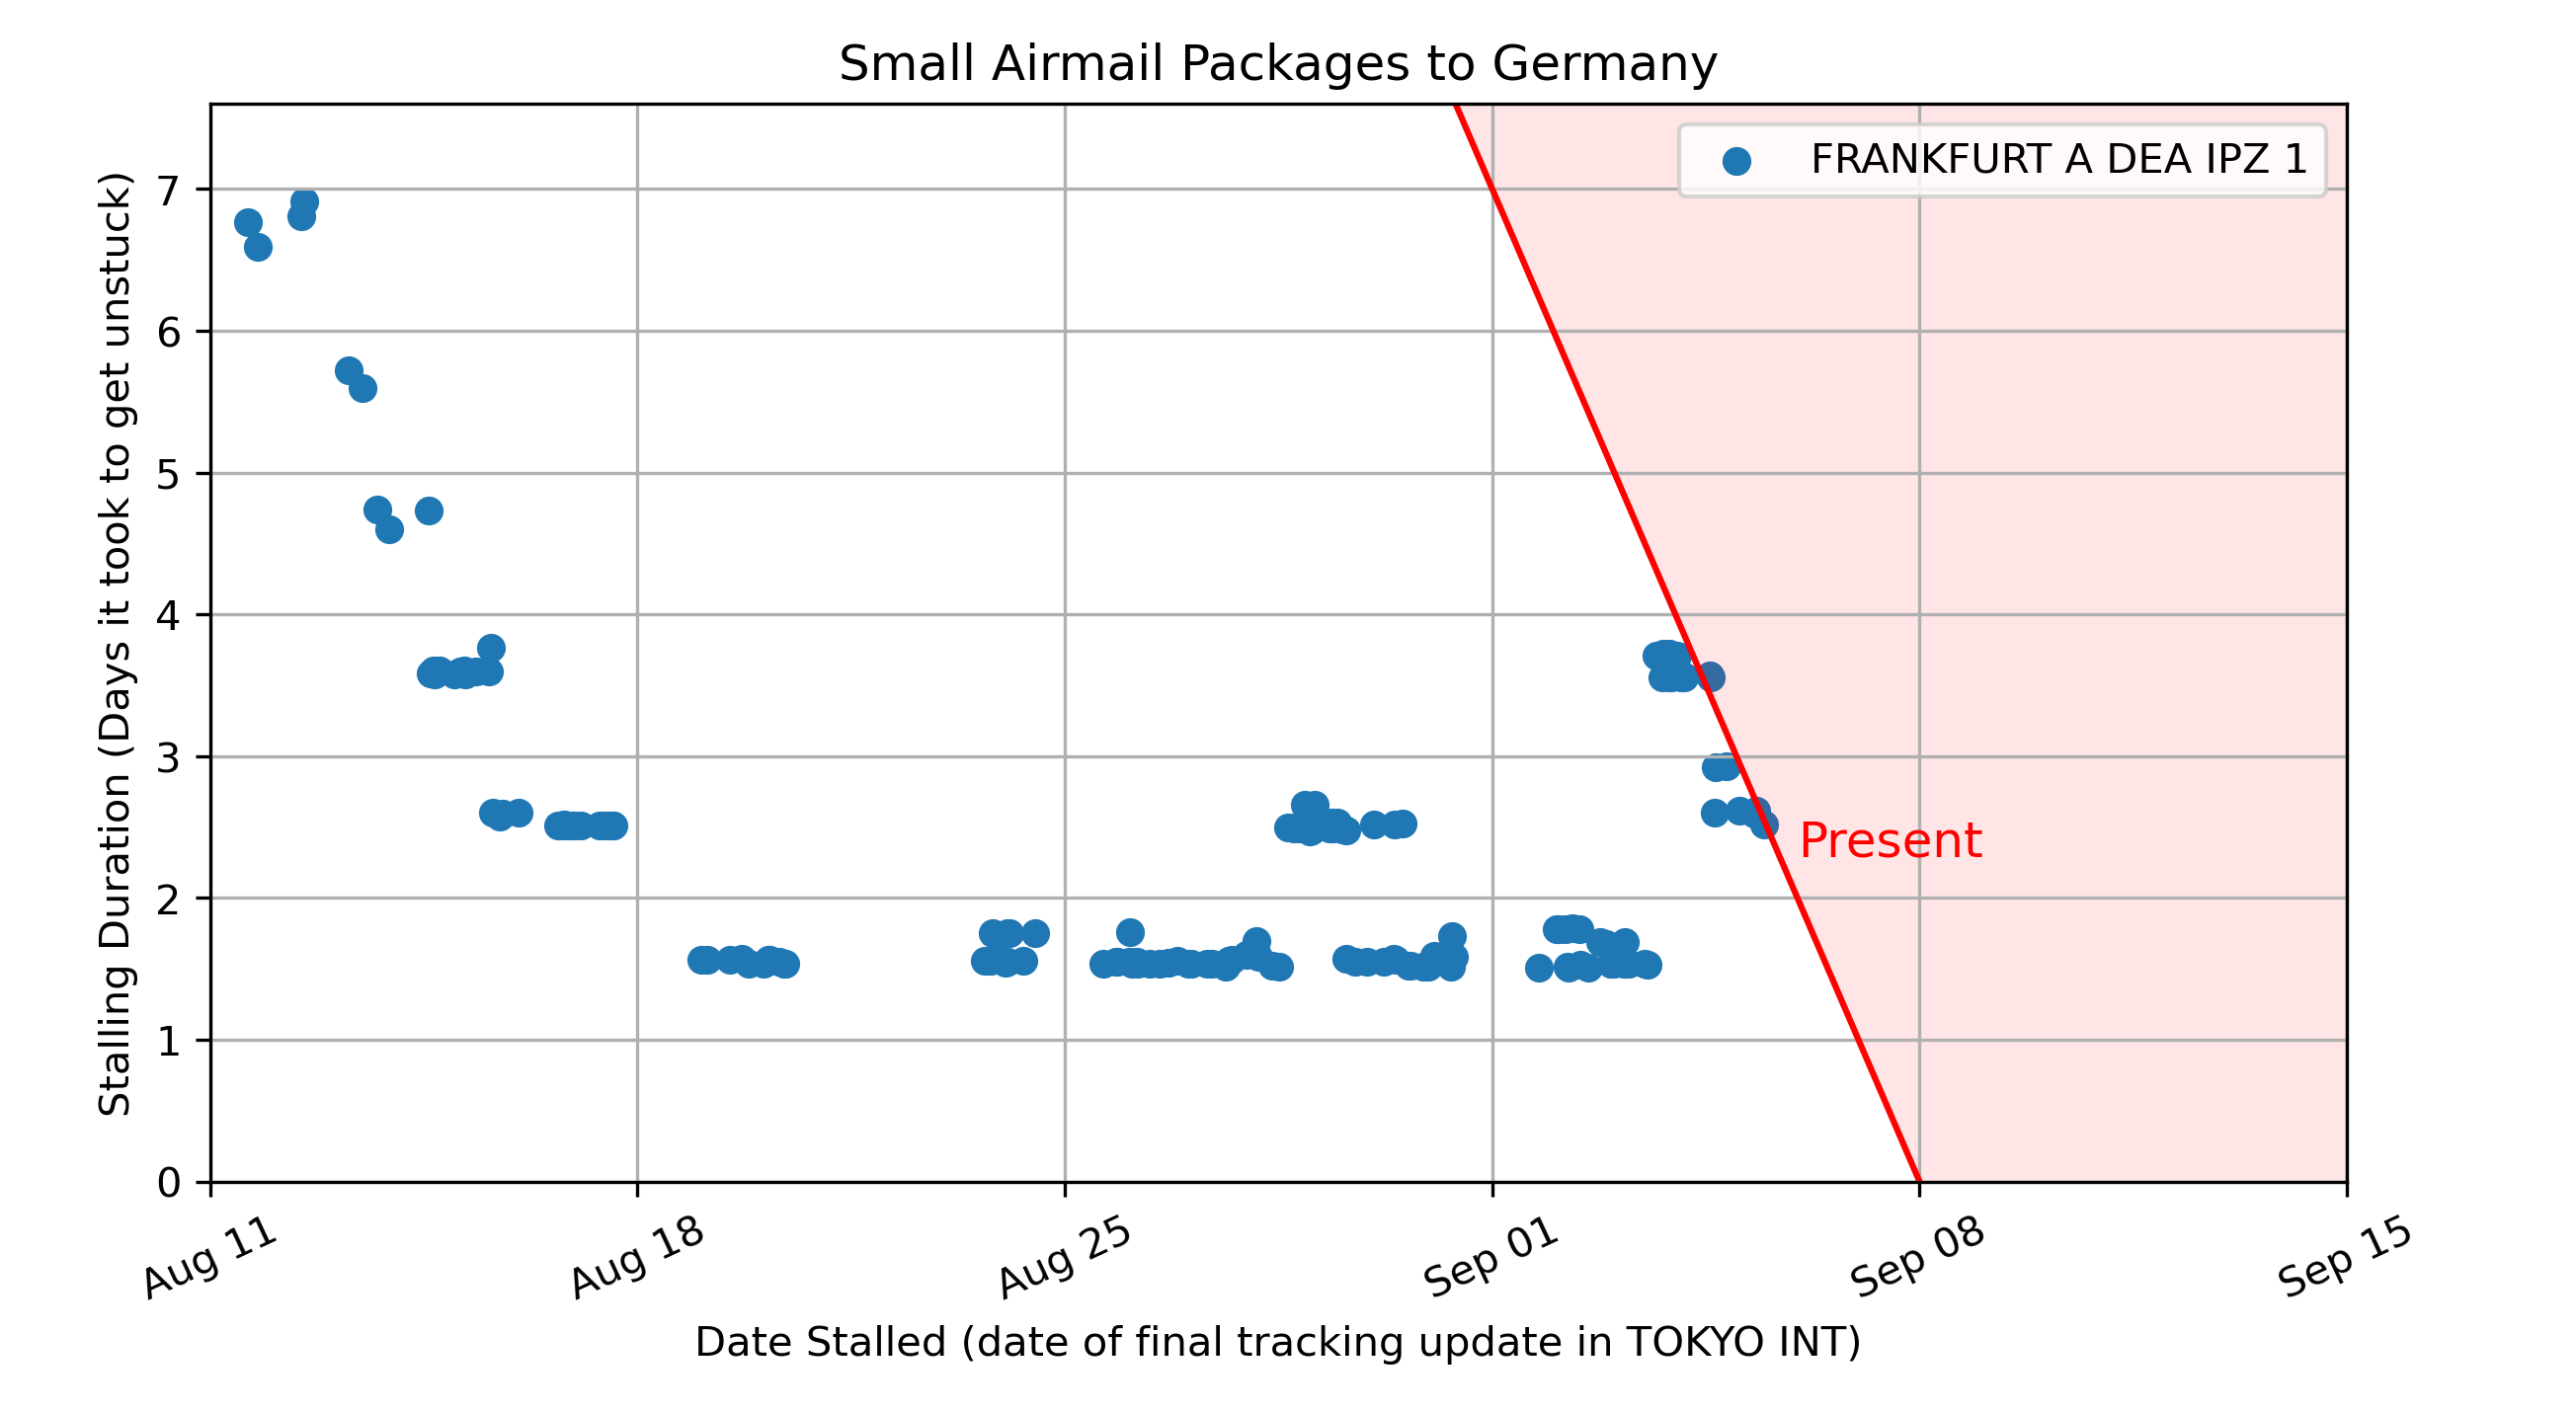 Small Airmail Packages to Germany
FRANKFURT A DEA IPZ 1
Stalling Duration (Days it took to get unstuck)
7
6
5
4
3
2
1
0
Present
Aug 11
Aug 18
Aug 25
Sep 01
Sep 08
Sep 15
Date Stalled (date of final tracking update in TOKYO INT)